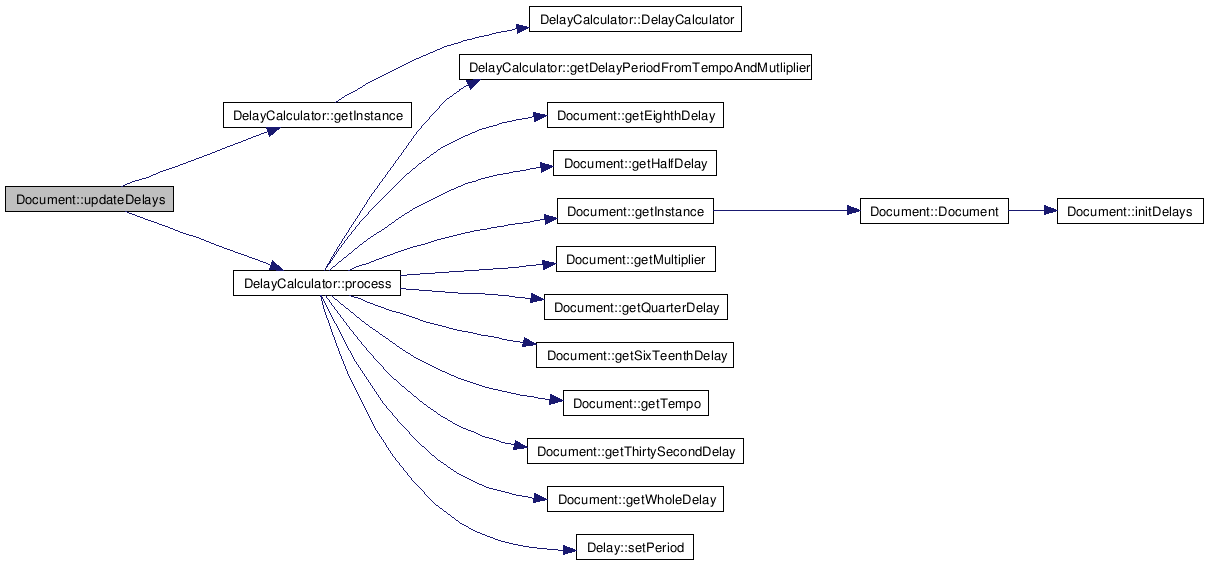 DelayCalculator::DelayCalculator
DelayCalculator::getDelayPeriodFromTempoAndMutliplier
DelayCalculator::getInstance
Document::getEighthDelay
Document::getHalfDelay
Document::updateDelays
Document::getInstance
Document::Document
Document::initDelays
Document::getMultiplier
DelayCalculator::process
Document::getQuarterDelay
Document::getSixTeenthDelay
Document::getTempo
Document::getThirtySecondDelay
Document::getWholeDelay
Delay::setPeriod